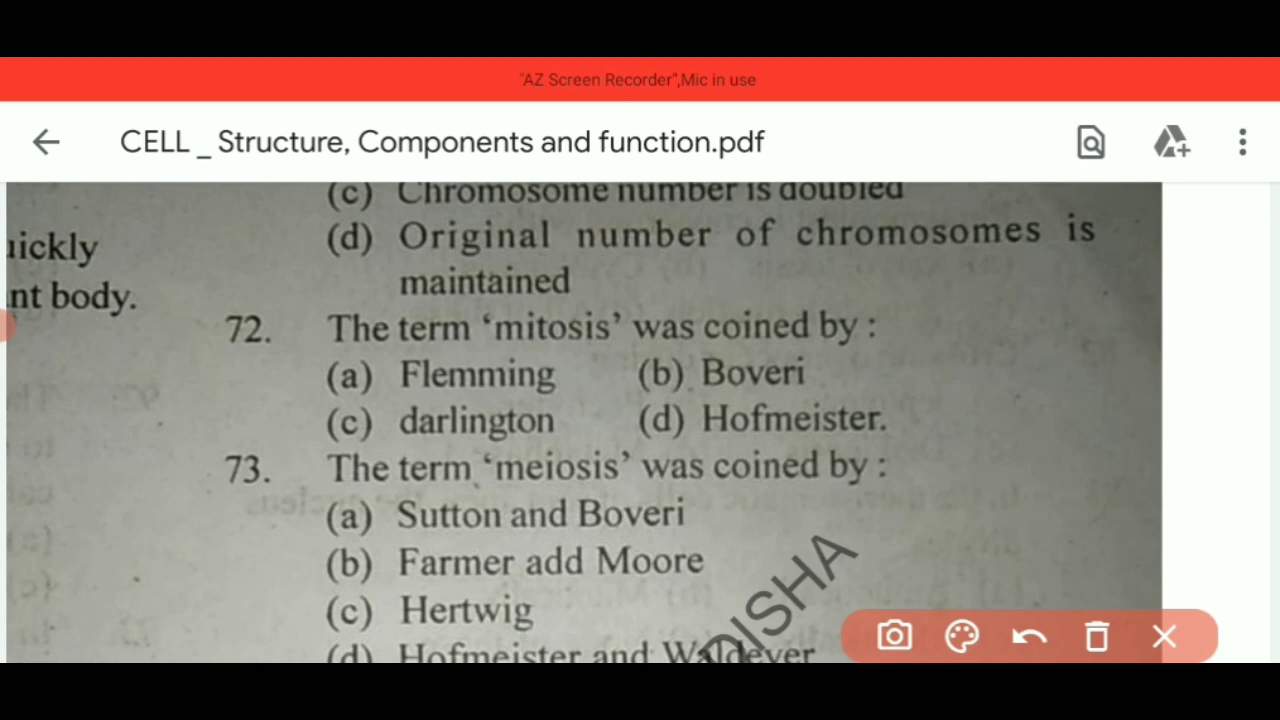 "AZ Screen Recorder",Mic in use
CELL _ Structure, Components and function.pdf
uickly
nt body.
(c) Chromosome number is doubled
(d) Original number of chromosomes is
maintained
72. The term ‘mitosis’ was coined by :
(a) Flemming (b) Boveri
(c) darlington (d) Hofmeister.
73. The term ‘meiosis’ was coined by :
(a) Sutton and Boveri
(b) Farmer add Moore
(c) Hertwig
(d) Hofmeister and Waldeyer
DISHA